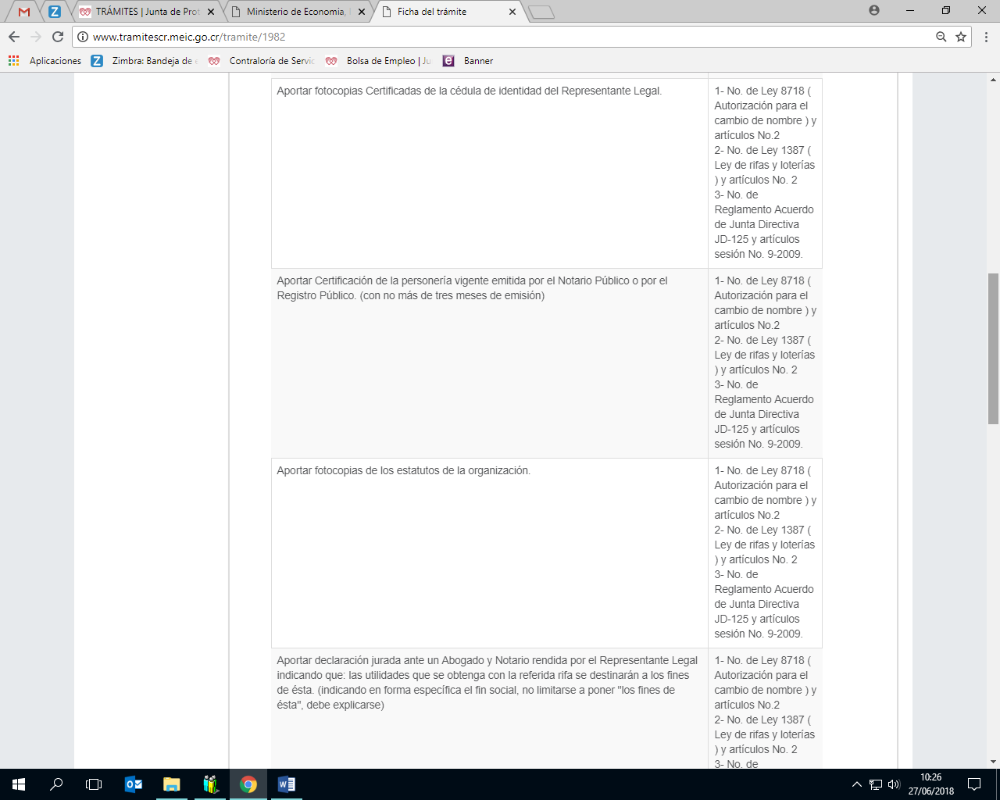 TRÁMITES | Junta de Prot
Ministerio de Economia,
Ficha del trámite
www.tramitescr.meic.go.cr/tramite/1982
Aplicaciones
Zimbra: Bandeja de e
Contraloría de Servic
Bolsa de Empleo | Ju
Banner
Aportar fotocopias Certificadas de la cédula de identidad del Representante Legal.
1- No. de Ley 8718 (
Autorización para el
cambio de nombre ) y
artículos No.2
2- No. de Ley 1387 (
Ley de rifas y loterías
) y artículos No. 2
3- No. de
Reglamento Acuerdo
de Junta Directiva
JD-125 y artículos
sesión No. 9-2009.
Aportar Certificación de la personería vigente emitida por el Notario Público o por el
Registro Público. (con no más de tres meses de emisión)
1- No. de Ley 8718 (
Autorización para el
cambio de nombre ) y
artículos No.2
2- No. de Ley 1387 (
Ley de rifas y loterías
) y artículos No. 2
3- No. de
Reglamento Acuerdo
de Junta Directiva
JD-125 y artículos
sesión No. 9-2009.
Aportar fotocopias de los estatutos de la organización.
1- No. de Ley 8718 (
Autorización para el
cambio de nombre ) y
artículos No.2
2- No. de Ley 1387 (
Ley de rifas y loterías
) y artículos No. 2
3- No. de
Reglamento Acuerdo
de Junta Directiva
JD-125 y artículos
sesión No. 9-2009.
Aportar declaración jurada ante un Abogado y Notario rendida por el Representante Legal
indicando que: las utilidades que se obtenga con la referida rifa se destinarán a los fines
de ésta. (indicando en forma específica el fin social, no limitarse a poner "los fines de
ésta", debe explicarse)
1- No. de Ley 8718 (
Autorización para el
cambio de nombre ) y
artículos No.2
2- No. de Ley 1387 (
Ley de rifas y loterías
) y artículos No. 2
3- No. de
10:26
27/06/2018